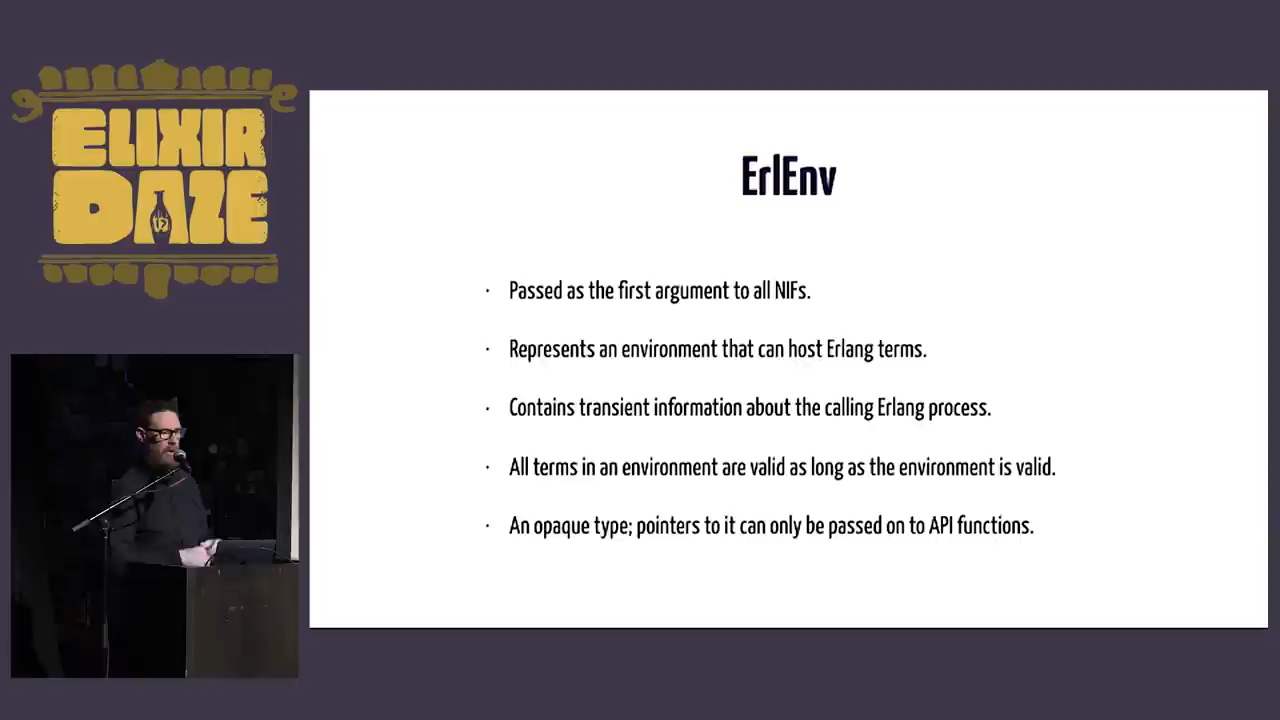 ELIXIR
DAZE
ErlEnv
· Passed as the first argument to all NIFs.
· Represents an environment that can host Erlang terms.
· Contains transient information about the calling Erlang process.
· All terms in an environment are valid as long as the environment is valid.
· An opaque type; pointers to it can only be passed on to API functions.